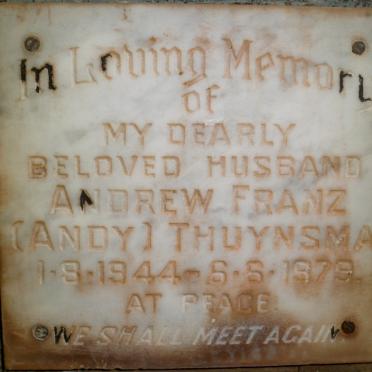 In Loving Memory
of
MY DEARLY
BELOVED HUSBAND
ANDREW FRANZ
(ANDY) THUYNSMA
1·8·1944 - 6·6·1979.
AT PEACE
WE SHALL MEET AGAIN.